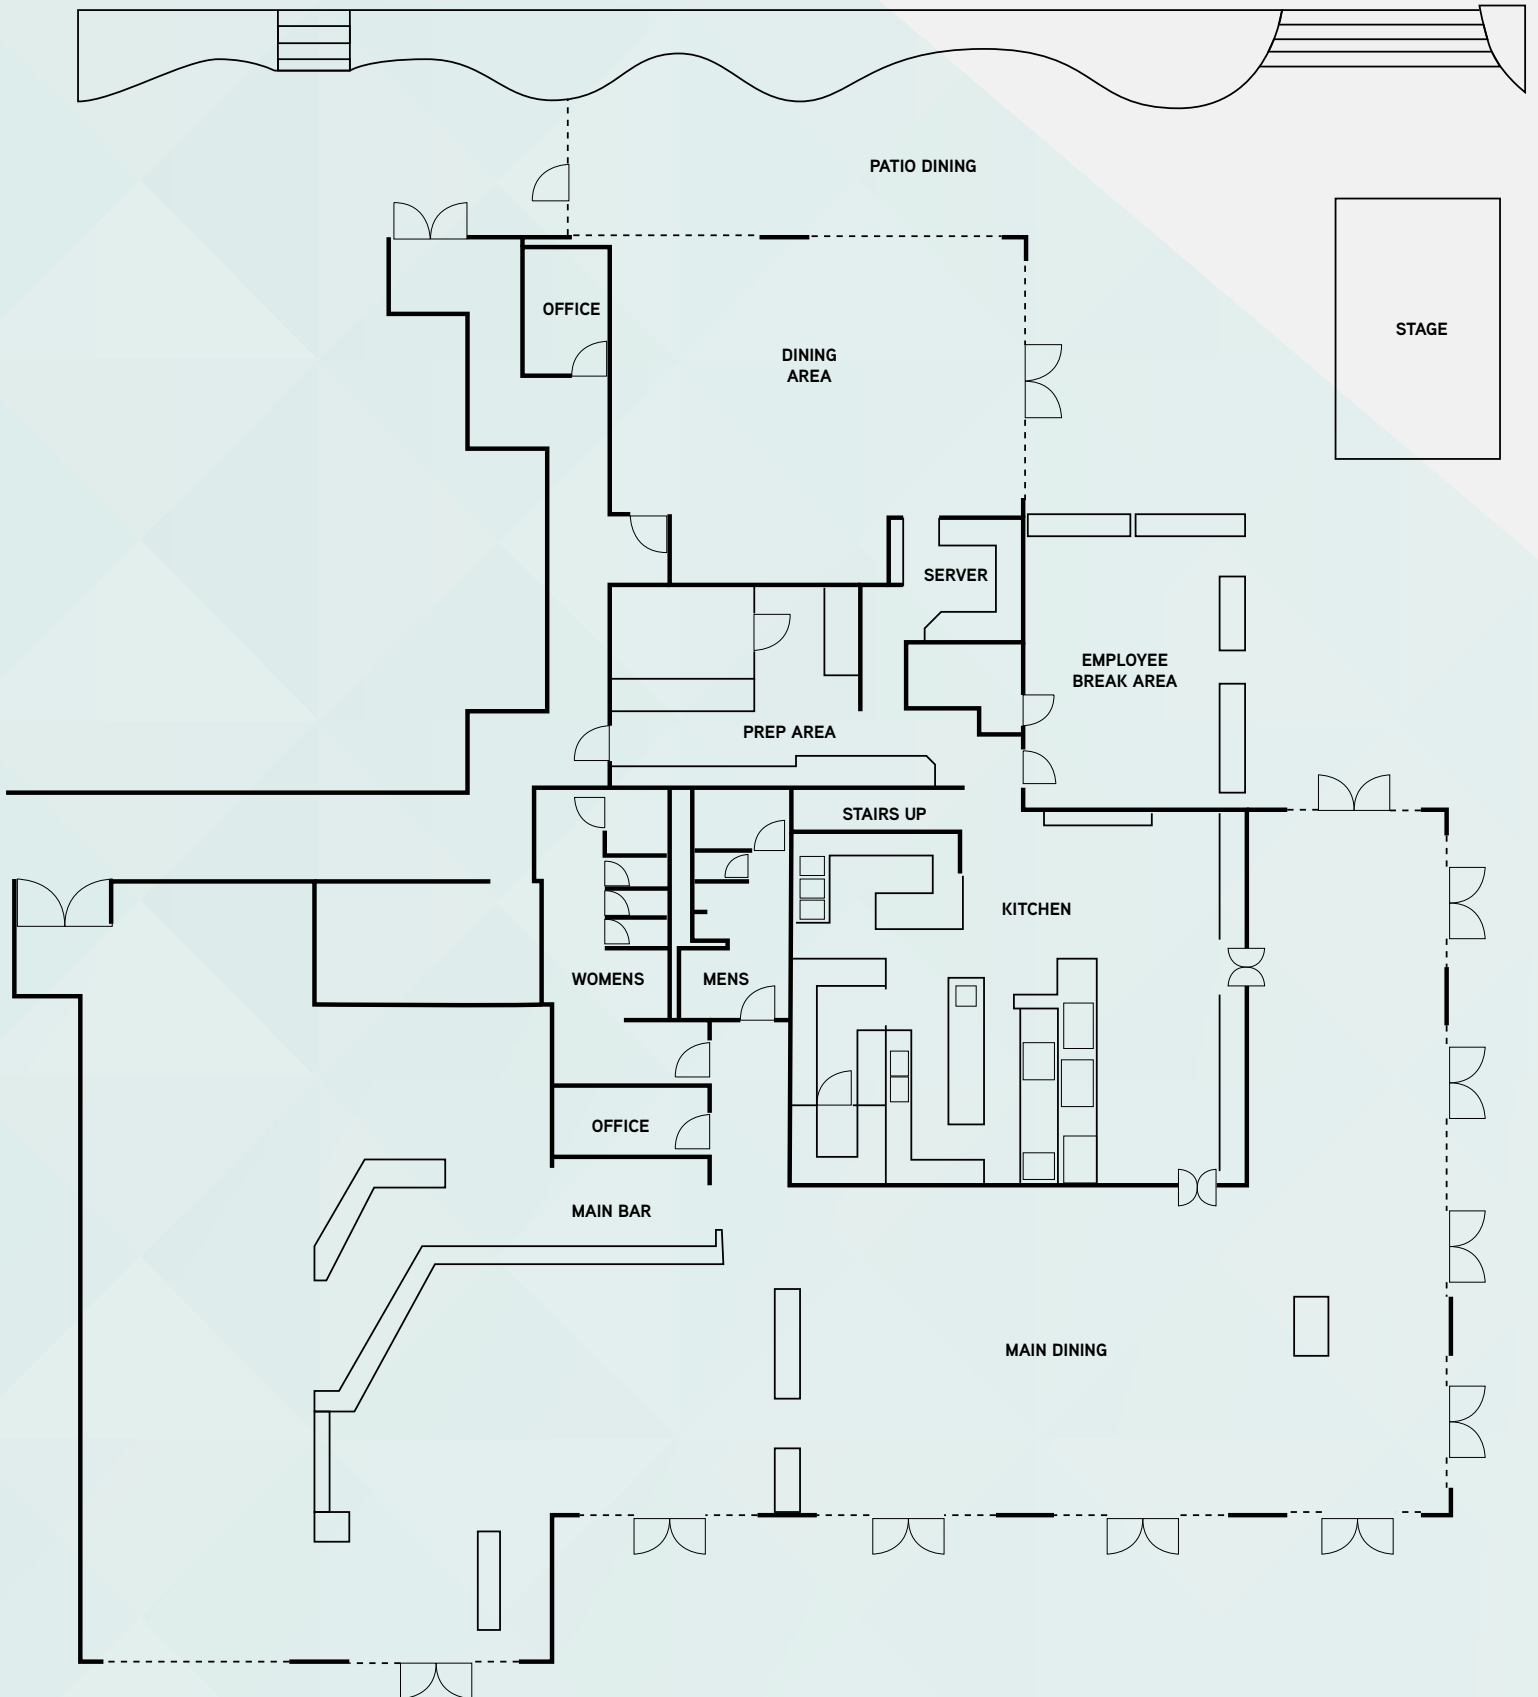 PATIO DINING
OFFICE
STAGE
DINING
AREA
SERVER
EMPLOYEE
BREAK AREA
PREP AREA
STAIRS UP
KITCHEN
WOMENS
MENS
OFFICE
MAIN BAR
MAIN DINING